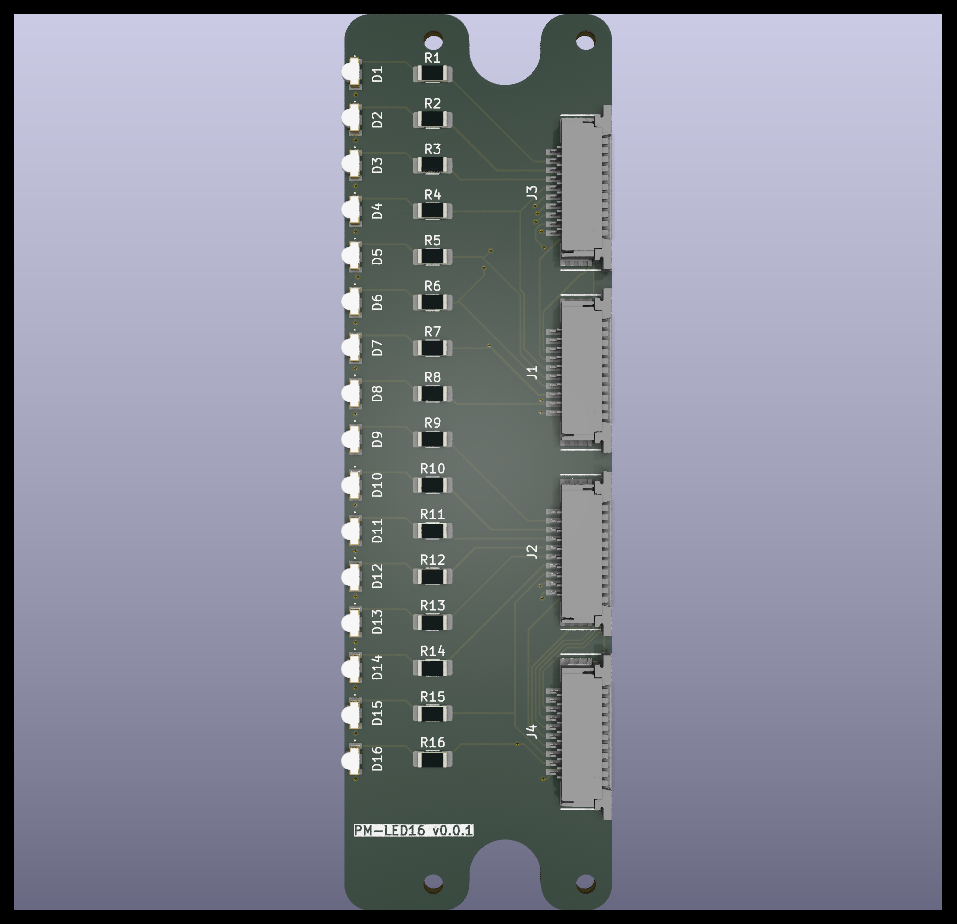 D1 R1
D2 R2
D3 R3
J3
D4 R4
D5 R5
D6 R6
D7 R7
J1
D8 R8
D9 R9
D10 R10
D11 R11
J2
D12 R12
D13 R13
D14 R14
D15 R15
J4
D16 R16
PM-LED16 v0.0.1